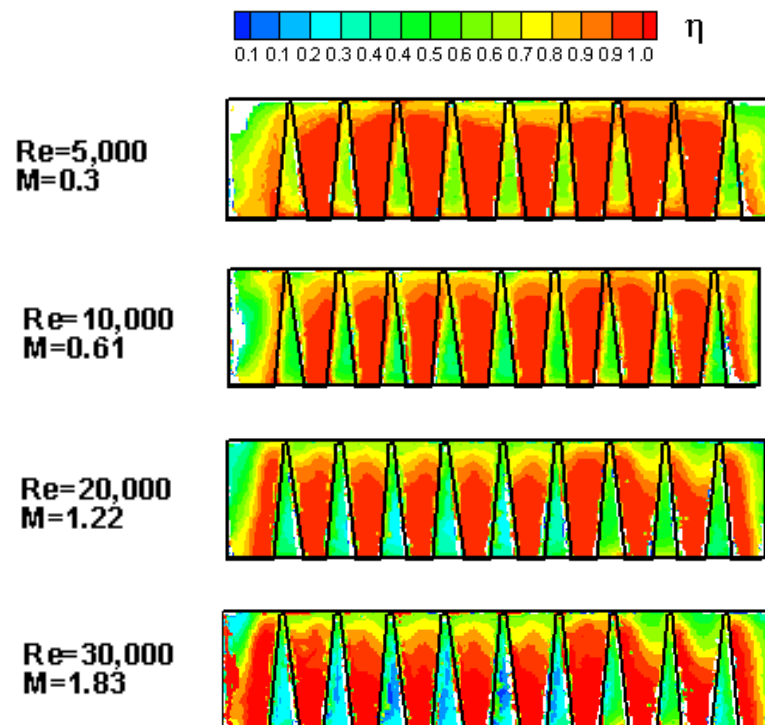 η
0.1 0.1 0.2 0.3 0.4 0.4 0.5 0.6 0.6 0.7 0.8 0.9 0.9 1.0
Re=5,000
M=0.3
Re=10,000
M=0.61
Re=20,000
M=1.22
Re=30,000
M=1.83